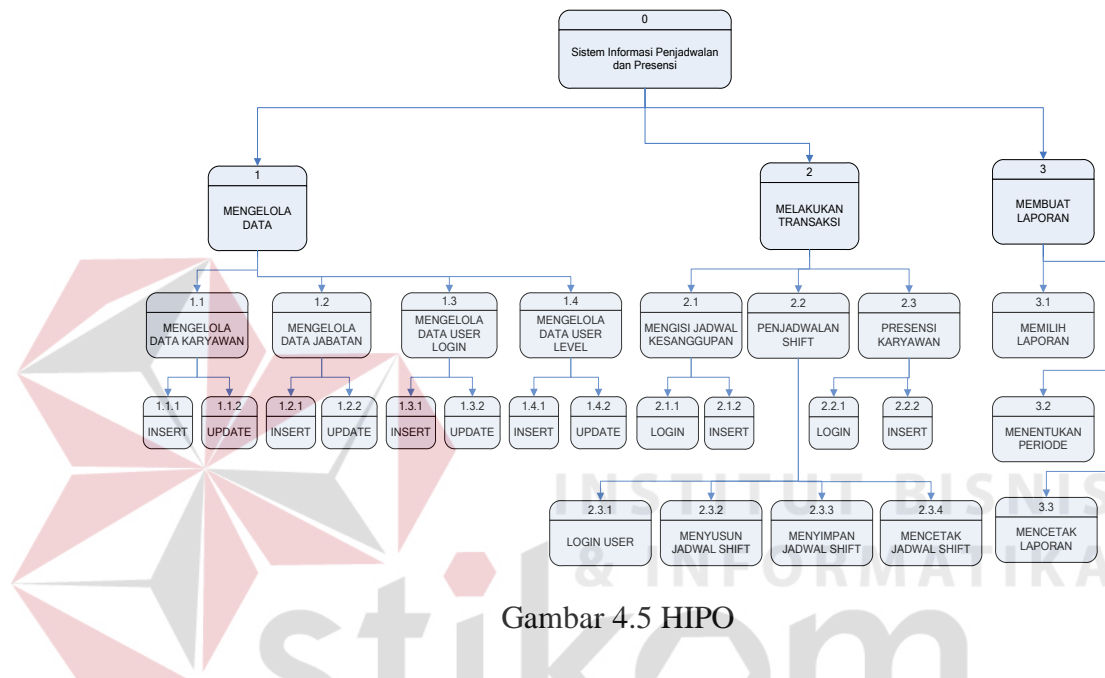 0
Sistem Informasi Penjadwalan
dan Presensi
1
MENGELOLA
DATA
2
MELAKUKAN
TRANSAKSI
3
MEMBUAT
LAPORAN
1.1
MENGELOLA
DATA KARYAWAN
1.2
MENGELOLA
DATA JABATAN
1.3
MENGELOLA
DATA USER
LOGIN
1.4
MENGELOLA
DATA USER
LEVEL
2.1
MENGISI JADWAL
KESANGGUPAN
2.2
PENJADWALAN
SHIFT
2.3
PRESENSI
KARYAWAN
3.1
MEMILIH
LAPORAN
1.1.1
INSERT
1.1.2
UPDATE
1.2.1
INSERT
1.2.2
UPDATE
1.3.1
INSERT
1.3.2
UPDATE
1.4.1
INSERT
1.4.2
UPDATE
2.1.1
LOGIN
2.1.2
INSERT
2.2.1
LOGIN
2.2.2
INSERT
3.2
MENENTUKAN
PERIODE
2.3.1
LOGIN USER
2.3.2
MENYUSUN
JADWAL SHIFT
2.3.3
MENYIMPAN
JADWAL SHIFT
2.3.4
MENCETAK
JADWAL SHIFT
3.3
MENCETAK
LAPORAN
INSTITUT BISNIS
& INFORMATIKA
stikom
Gambar 4.5 HIPO